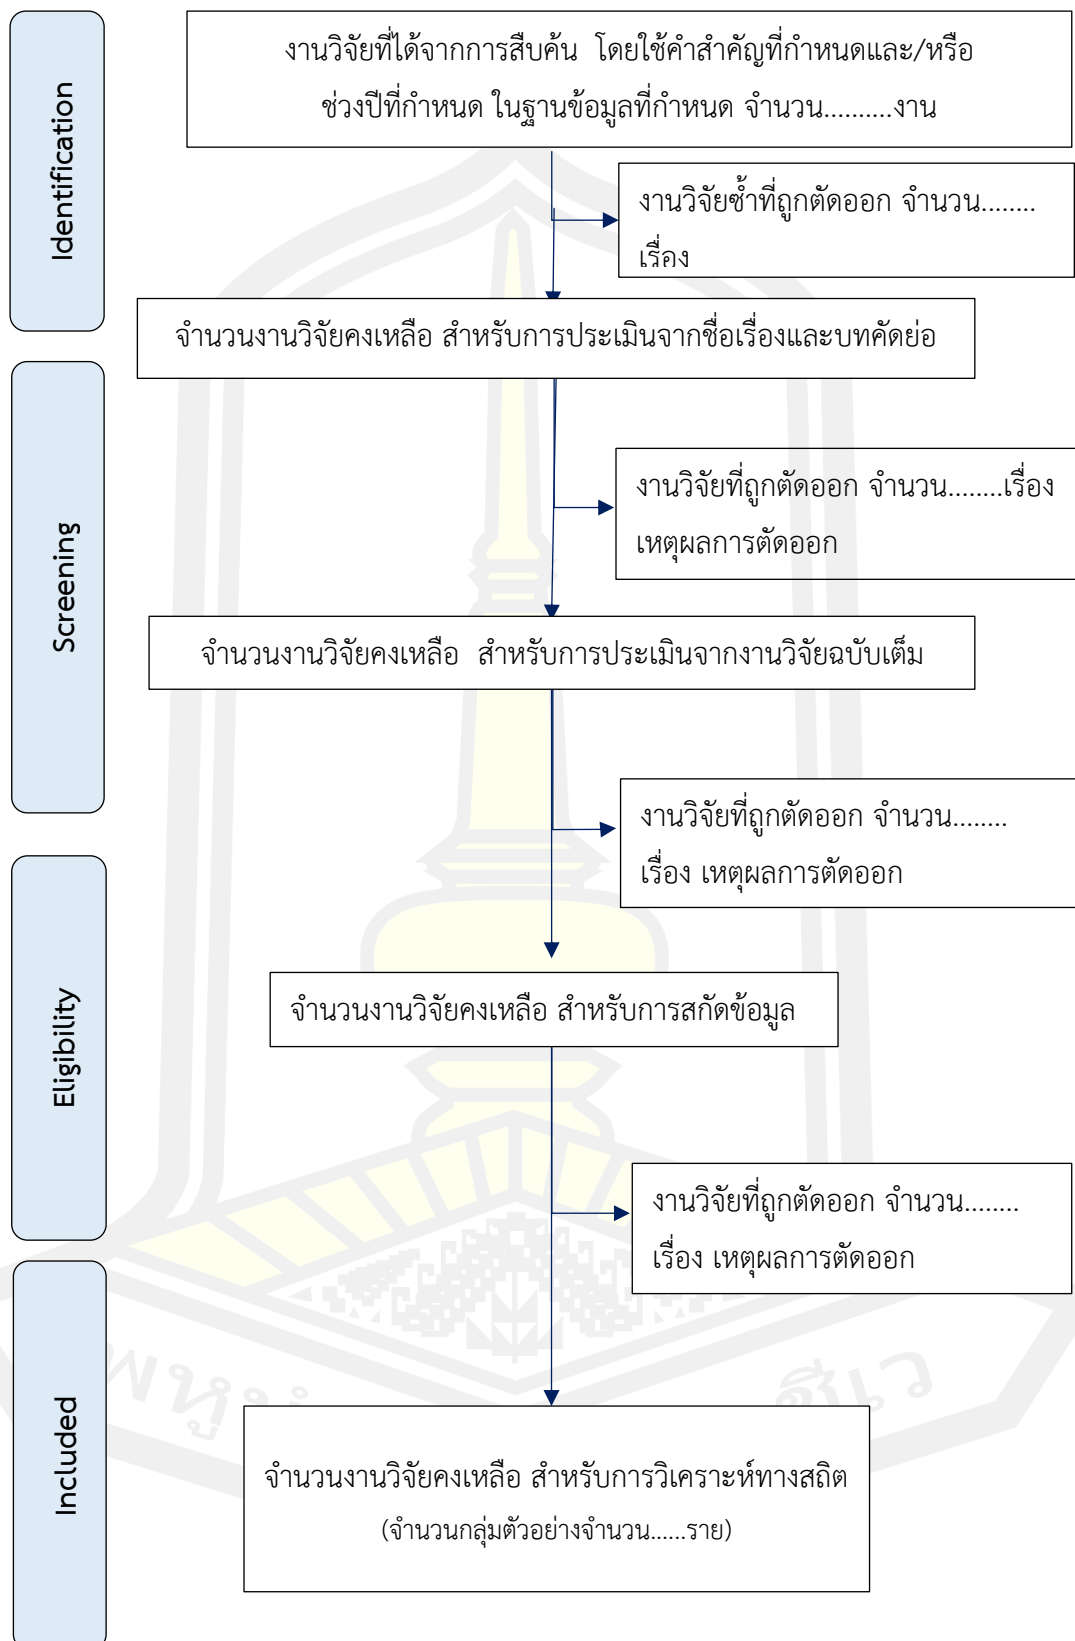 Identification
งานวิจัยที่ได้จากการสืบค้น โดยใช้คำสำคัญที่กำหนดและ/หรือ
ช่วงปีที่กำหนด ในฐานข้อมูลที่กำหนด จำนวน..........งาน
งานวิจัยซ้ำที่ถูกตัดออก จำนวน........
เรื่อง
จำนวนงานวิจัยคงเหลือ สำหรับการประเมินจากชื่อเรื่องและบทคัดย่อ
Screening
งานวิจัยที่ถูกตัดออก จำนวน........เรื่อง
เหตุผลการตัดออก
จำนวนงานวิจัยคงเหลือ สำหรับการประเมินจากงานวิจัยฉบับเต็ม
งานวิจัยที่ถูกตัดออก จำนวน........
เรื่อง เหตุผลการตัดออก
Eligibility
จำนวนงานวิจัยคงเหลือ สำหรับการสกัดข้อมูล
งานวิจัยที่ถูกตัดออก จำนวน........
เรื่อง เหตุผลการตัดออก
Included
จำนวนงานวิจัยคงเหลือ สำหรับการวิเคราะห์ทางสถิต
(จำนวนกลุ่มตัวอย่างจำนวน......ราย)
พหูน
ชีเว